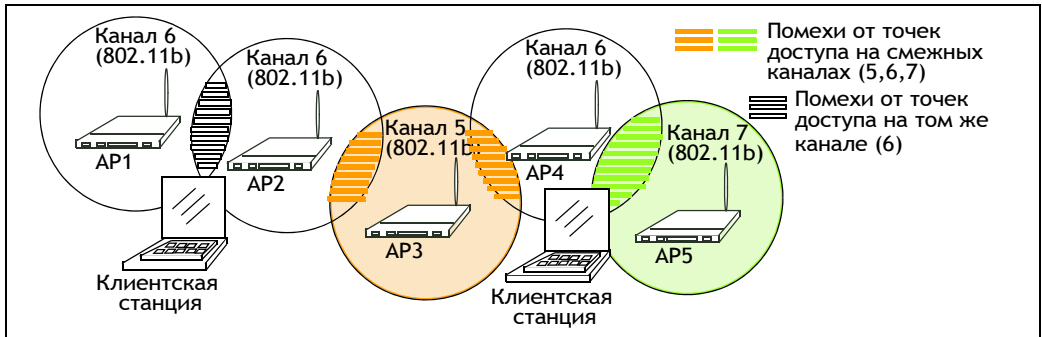 Канал 6
(802.11b)
AP1
Канал 6
(802.11b)
AP2
Клиентская
станция
Канал 5
(802.11b)
AP3
Канал 6
(802.11b)
AP4
Клиентская
станция
Канал 7
(802.11b)
AP5
Помехи от точек
доступа на смежных
каналах (5,6,7)
Помехи от точек
доступа на том же
канале (6)